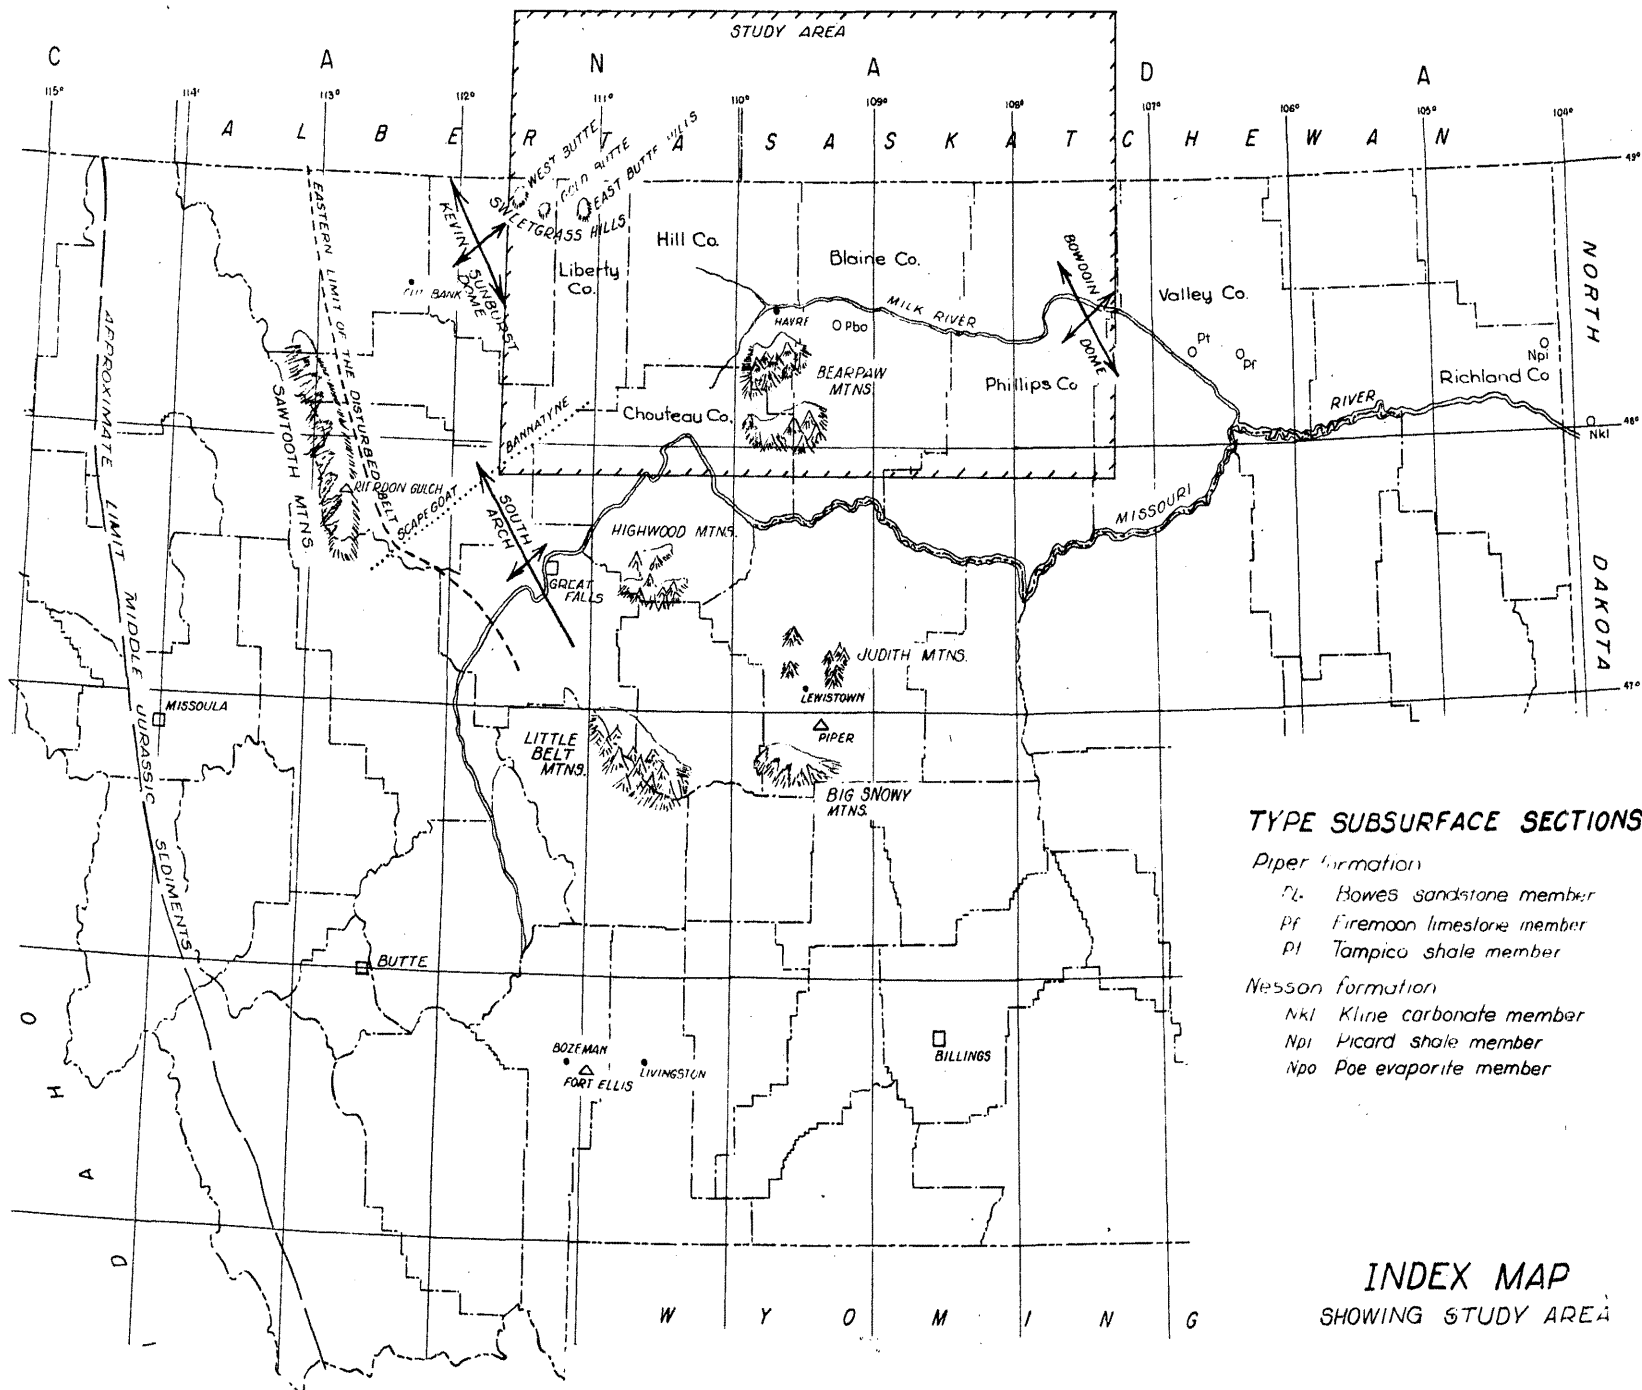 STUDY AREA
C A N A D A
115° 114° 113° 112° 111° 110° 109° 108° 107° 106° 105° 104°
A L B E R T A S A S K A T C H E W A N
49°
WEST BUTTE
GOLD BUTTE
EAST BUTTE HILLS
SWEETGRASS HILLS
KEVIN SUNBURST
DOME
EASTERN LIMIT OF THE DISTURBED BELT
CUT BANK
Liberty
Co.
Hill Co.
Blaine Co.
BOWDOIN
DOME
Valley Co.
MILK RIVER
HAVRE
Pbo
Pt
Pf
Npi
Richland Co
NORTH
DAKOTA
BEARPAW
MTNS.
Phillips Co
Chouteau Co.
BANNATYNE
SCAPEGOAT
RIVER
48°
Nkl
APPROXIMATE LIMIT MIDDLE JURASSIC SEDIMENTS
SAWTOOTH MTNS.
RIERDON GULCH
SOUTH
ARCH
MISSOURI
HIGHWOOD MTNS.
GREAT
FALLS
JUDITH MTNS.
LEWISTOWN
47°
MISSOULA
PIPER
LITTLE
BELT
MTNS.
BIG SNOWY
MTNS.
TYPE SUBSURFACE SECTIONS
Piper formation
Bowes sandstone member
Pf Firemoon limestone member
Pt Tampico shale member
Nesson formation
Nkl Kline carbonate member
Npi Picard shale member
Npo Poe evaporite member
BUTTE
BOZEMAN
FORT ELLIS
LIVINGSTON
BILLINGS
I D A H O
W Y O M I N G
INDEX MAP
SHOWING STUDY AREA